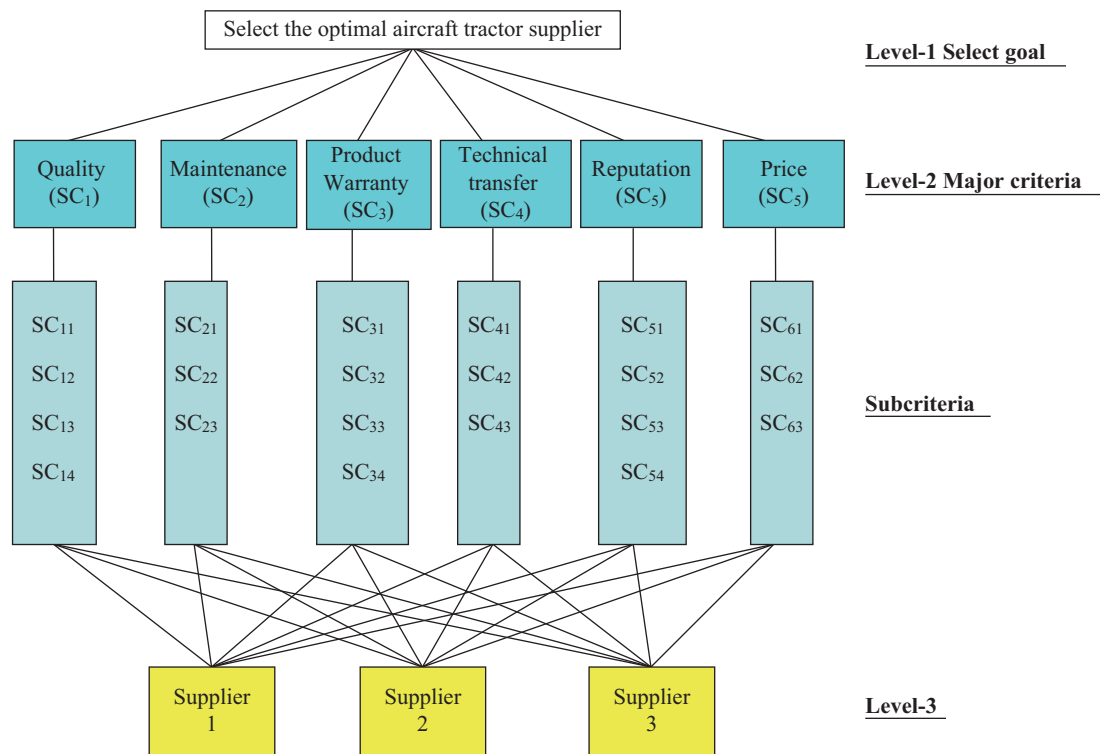 Select the optimal aircraft tractor supplier
Level-1 Select goal
Quality
(SC₁)
Maintenance
(SC₂)
Product
Warranty
(SC₃)
Technical
transfer
(SC₄)
Reputation
(SC₅)
Price
(SC₅)
Level-2 Major criteria
SC₁₁
SC₁₂
SC₁₃
SC₁₄
SC₂₁
SC₂₂
SC₂₃
SC₃₁
SC₃₂
SC₃₃
SC₃₄
SC₄₁
SC₄₂
SC₄₃
SC₅₁
SC₅₂
SC₅₃
SC₅₄
SC₆₁
SC₆₂
SC₆₃
Subcriteria
Supplier
1
Supplier
2
Supplier
3
Level-3